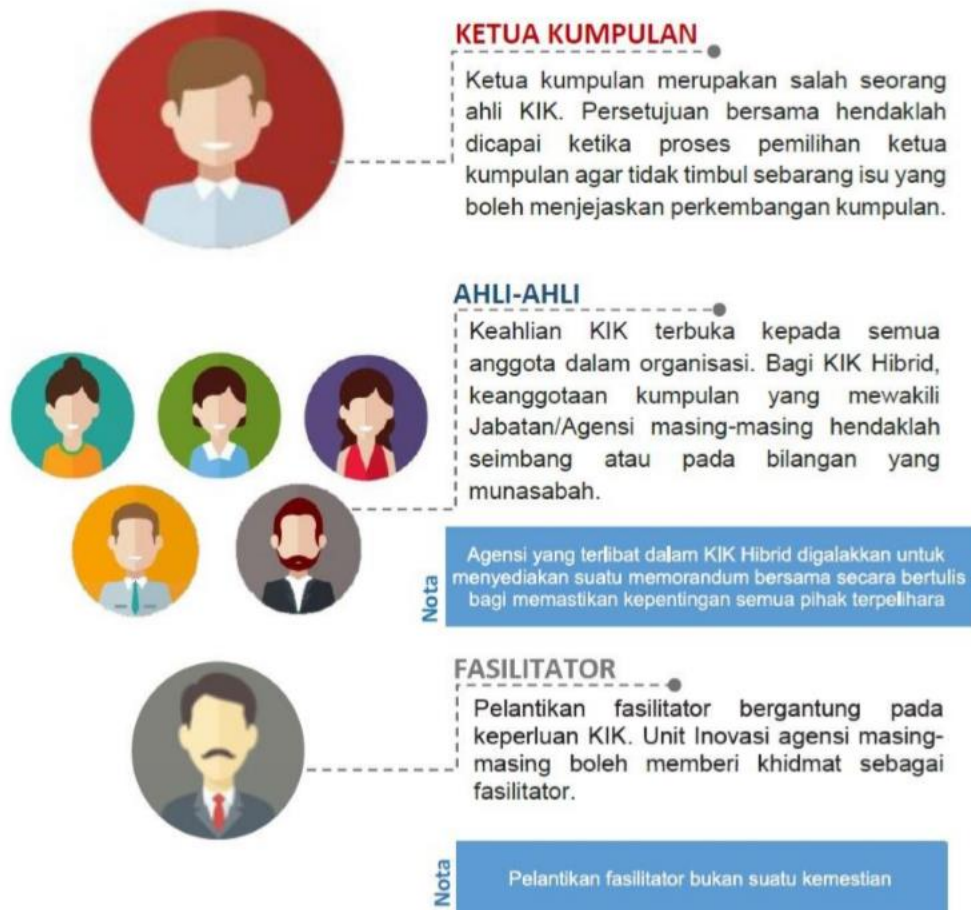 KETUA KUMPULAN
Ketua kumpulan merupakan salah seorang
ahli KIK. Persetujuan bersama hendaklah
dicapai ketika proses pemilihan ketua
kumpulan agar tidak timbul sebarang isu yang
boleh menjejaskan perkembangan kumpulan.
AHLI-AHLI
Keahlian KIK terbuka kepada semua
anggota dalam organisasi. Bagi KIK Hibrid,
keanggotaan kumpulan yang mewakili
Jabatan/Agensi masing-masing hendaklah
seimbang atau pada bilangan yang
munasabah.
Nota
Agensi yang terlibat dalam KIK Hibrid digalakkan untuk
menyediakan suatu memorandum bersama secara bertulis
bagi memastikan kepentingan semua pihak terpelihara
FASILITATOR
Pelantikan fasilitator bergantung pada
keperluan KIK. Unit Inovasi agensi masing-
masing boleh memberi khidmat sebagai
fasilitator.
Nota
Pelantikan fasilitator bukan suatu kemestian